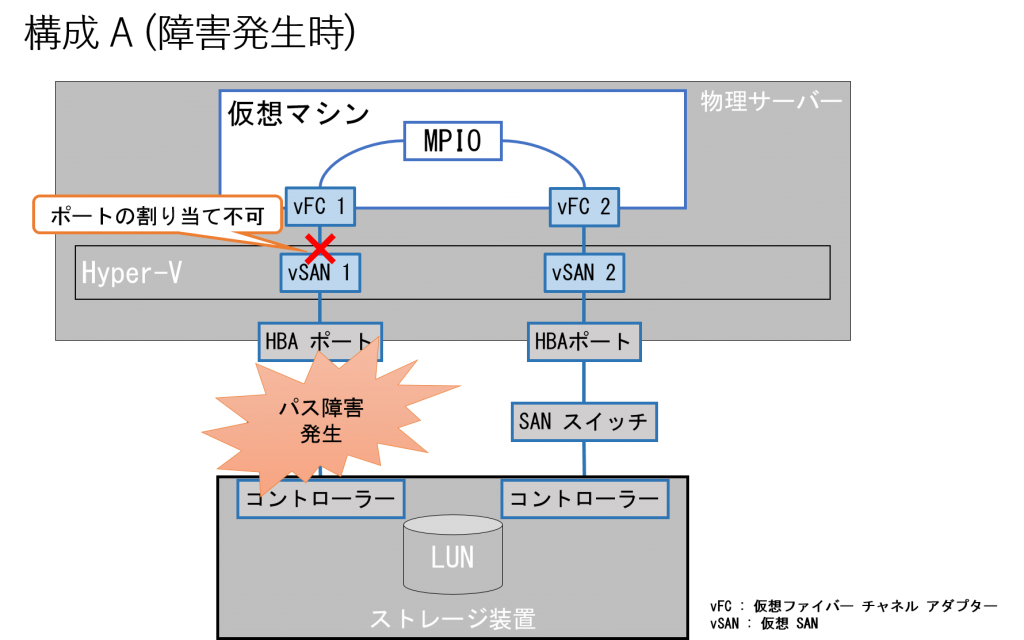 構成 A (障害発生時)
物理サーバー
仮想マシン
MPIO
vFC 1
vFC 2
ポートの割り当て不可
Hyper-V
vSAN 1
vSAN 2
HBA ポート
HBAポート
パス障害
発生
SAN スイッチ
コントローラー
コントローラー
LUN
ストレージ装置
vFC : 仮想ファイバー チャネル アダプター
vSAN : 仮想 SAN